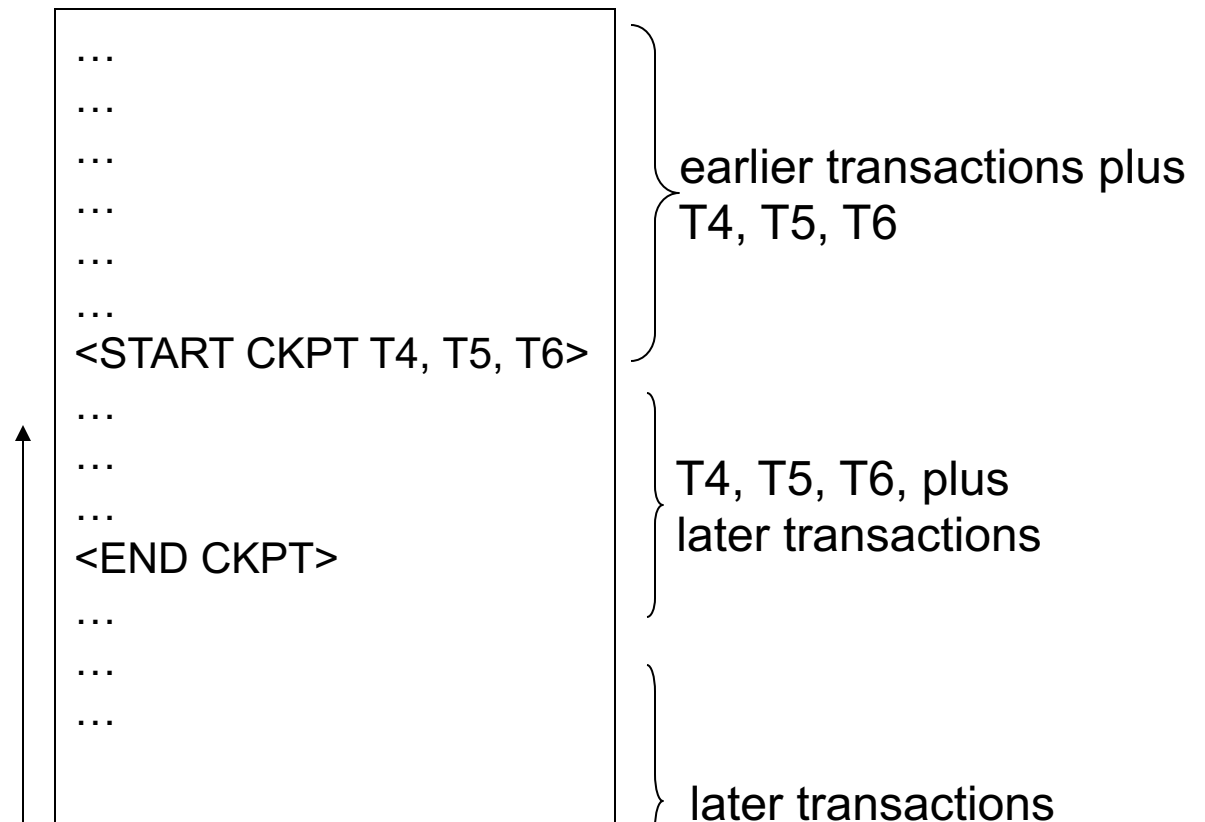 …
…
…
…
…
…
<START CKPT T4, T5, T6>
…
…
…
<END CKPT>
…
…
…
earlier transactions plus
T4, T5, T6
T4, T5, T6, plus
later transactions
later transactions